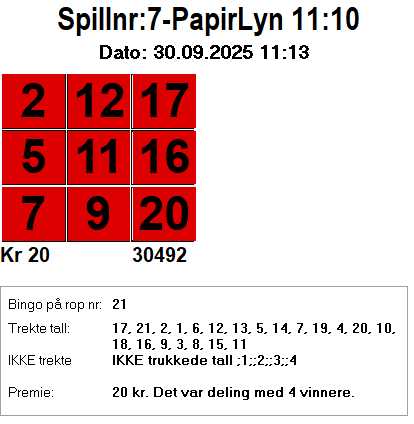 Spillnr:7-PapirLyn 11:10
Dato: 30.09.2025 11:13
2 12 17
5 11 16
7 9 20
Kr 20 30492
Bingo på rop nr: 21
Trekte tall: 17, 21, 2, 1, 6, 12, 13, 5, 14, 7, 19, 4, 20, 10,
18, 16, 9, 3, 8, 15, 11
IKKE trekte IKKE trukkede tall ;1;;2;;3;;4
Premie: 20 kr. Det var deling med 4 vinnere.